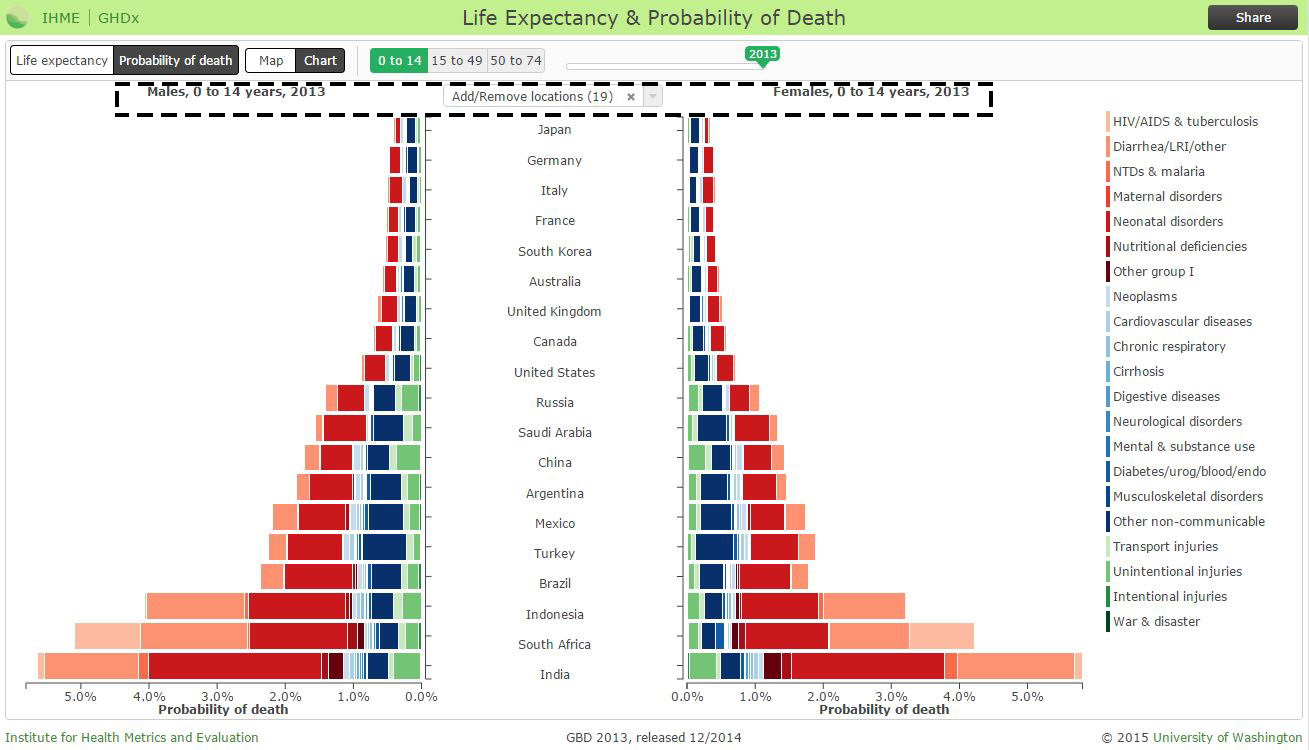 IHME | GHDx
Life Expectancy & Probability of Death
Share
Life expectancy Probability of death Map Chart 0 to 14 15 to 49 50 to 74 2013
Males, 0 to 14 years, 2013
Add/Remove locations (19)
Females, 0 to 14 years, 2013
Japan
Germany
Italy
France
South Korea
Australia
United Kingdom
Canada
United States
Russia
Saudi Arabia
China
Argentina
Mexico
Turkey
Brazil
Indonesia
South Africa
India
5.0% 4.0% 3.0% 2.0% 1.0% 0.0%
Probability of death
0.0% 1.0% 2.0% 3.0% 4.0% 5.0%
Probability of death
HIV/AIDS & tuberculosis
Diarrhea/LRI/other
NTDs & malaria
Maternal disorders
Neonatal disorders
Nutritional deficiencies
Other group I
Neoplasms
Cardiovascular diseases
Chronic respiratory
Cirrhosis
Digestive diseases
Neurological disorders
Mental & substance use
Diabetes/urog/blood/endo
Musculoskeletal disorders
Other non-communicable
Transport injuries
Unintentional injuries
Intentional injuries
War & disaster
Institute for Health Metrics and Evaluation
GBD 2013, released 12/2014
© 2015 University of Washington